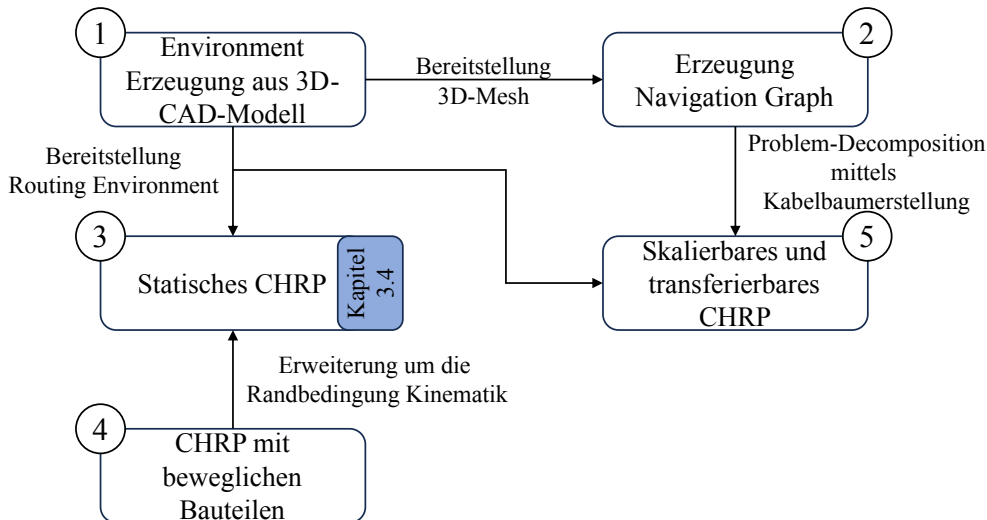 1
Environment
Erzeugung aus 3D-
CAD-Modell
Bereitstellung
3D-Mesh
2
Erzeugung
Navigation Graph
Bereitstellung
Routing Environment
Problem-Decomposition
mittels
Kabelbaumerstellung
3
Statisches CHRP
Kapitel
3.4
5
Skalierbares und
transferierbares
CHRP
Erweiterung um die
Randbedingung Kinematik
4
CHRP mit
beweglichen
Bauteilen